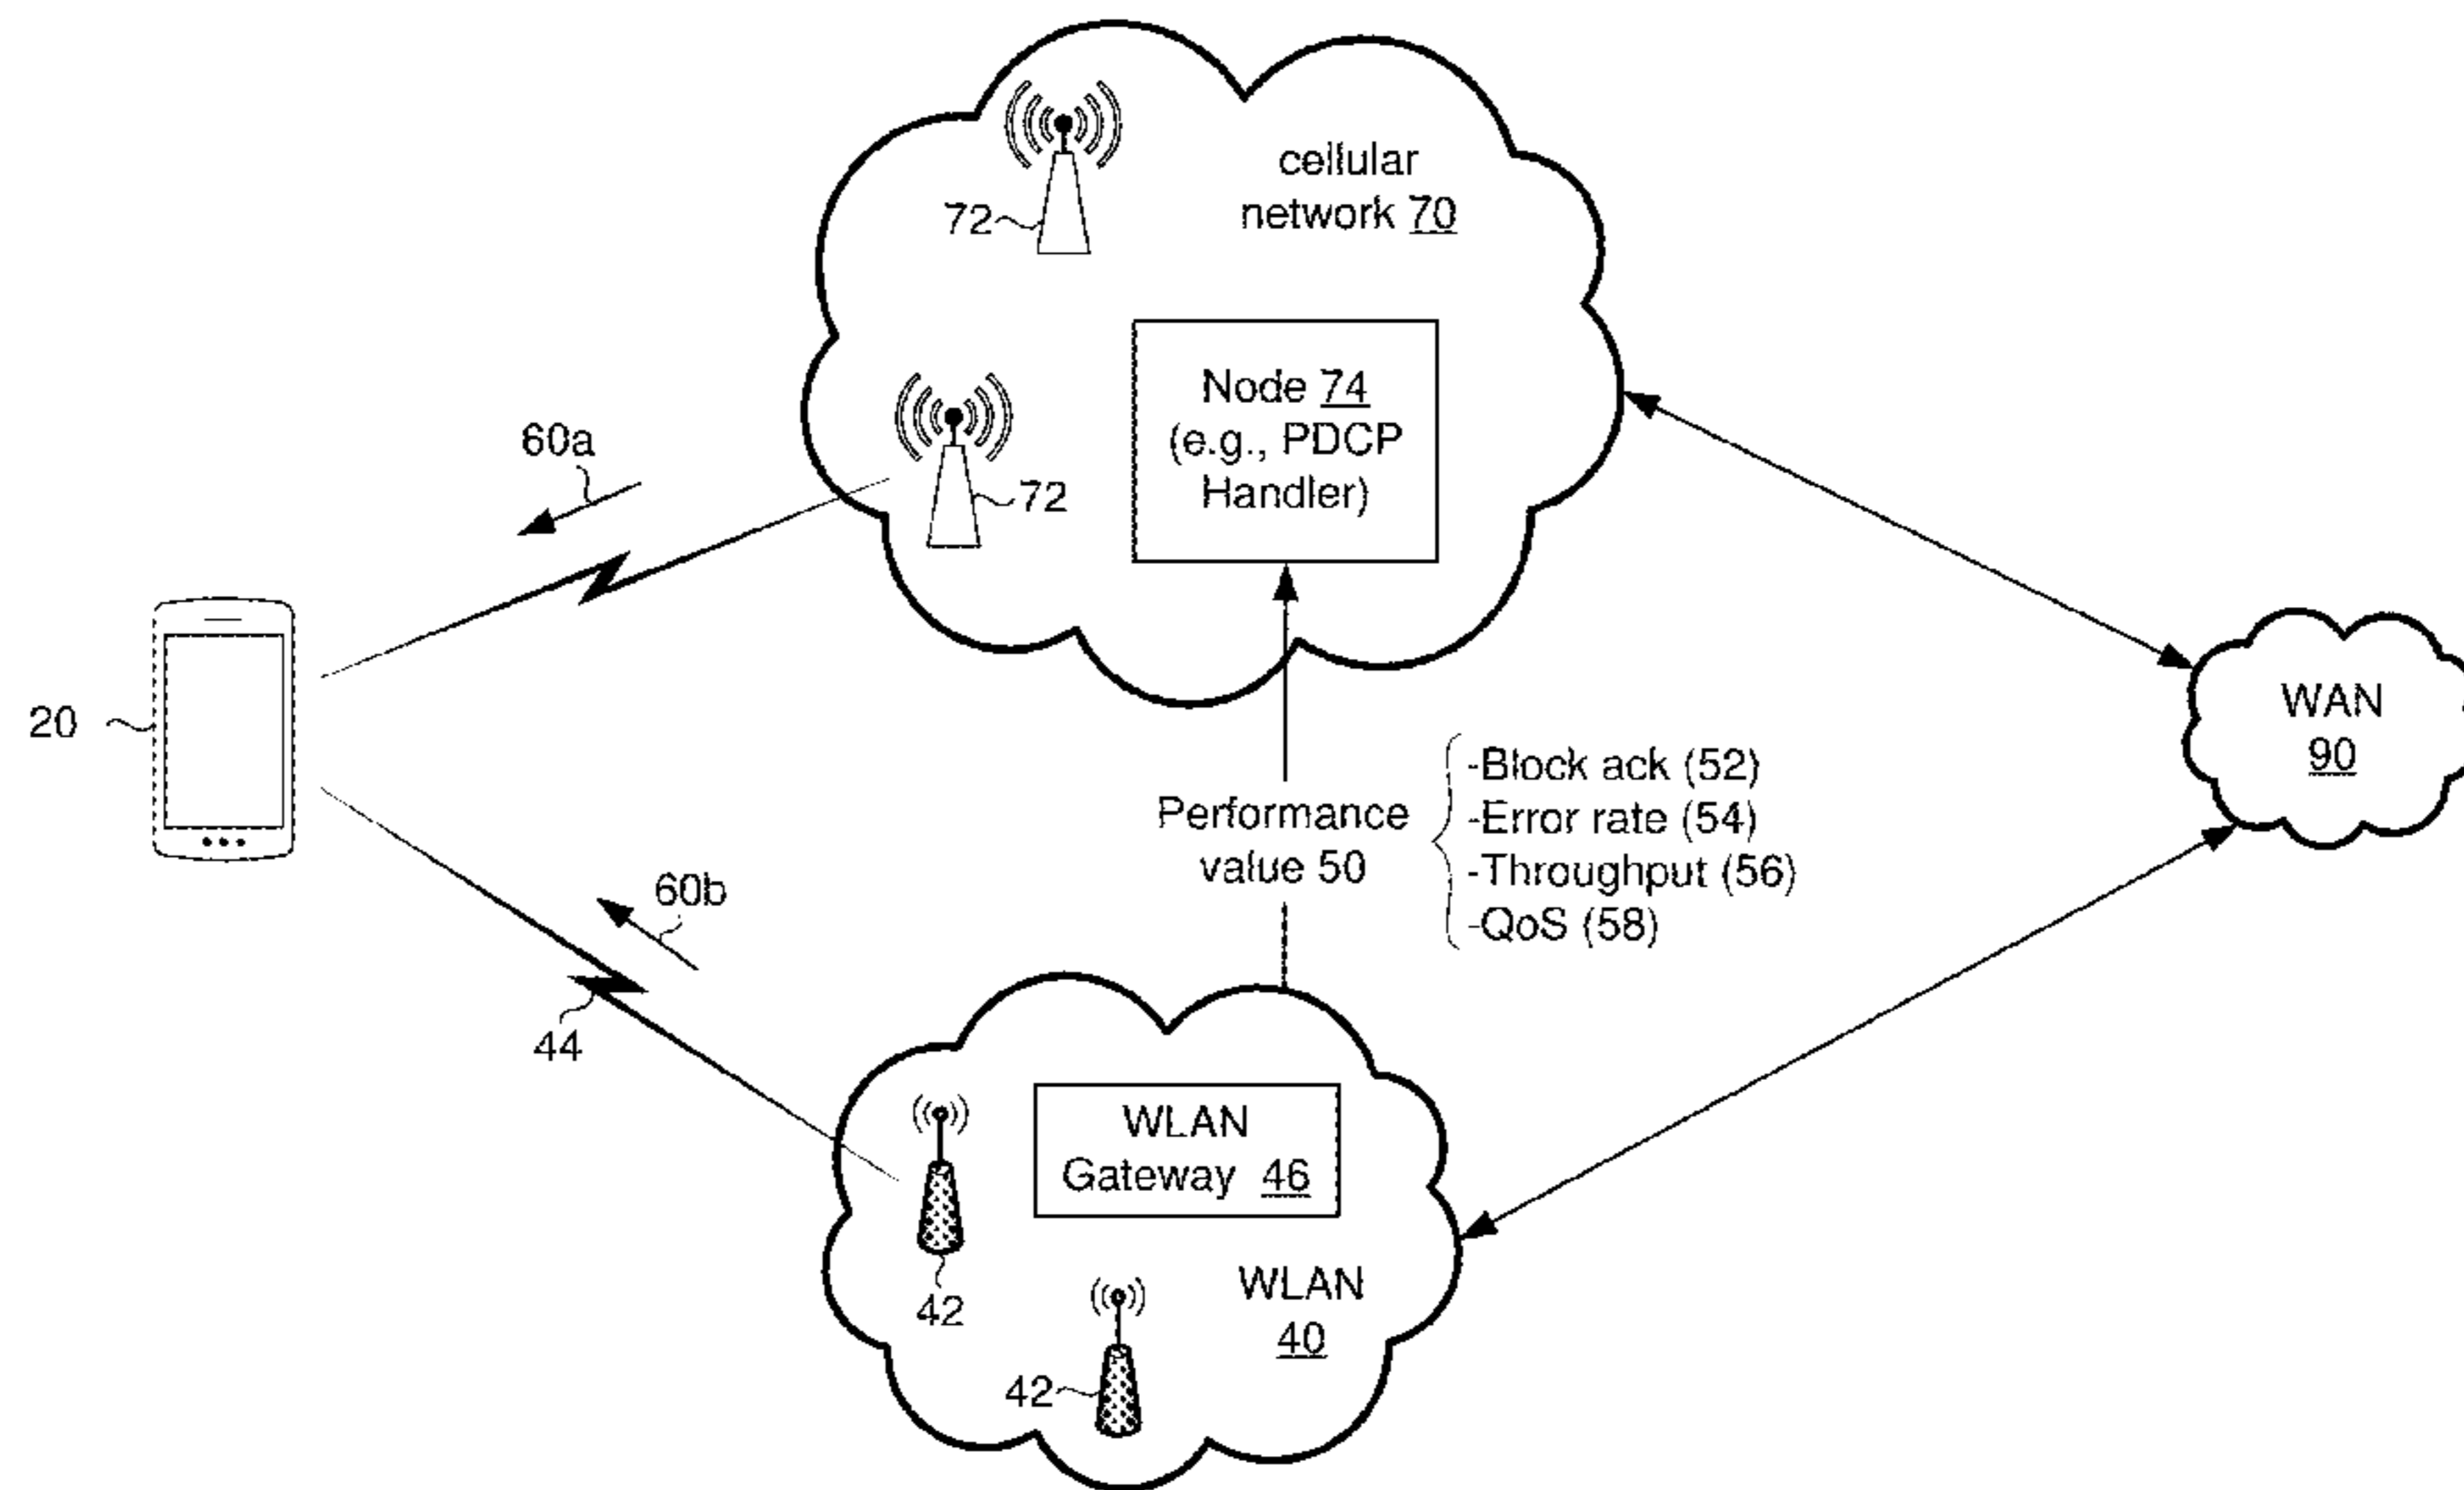 cellular
network 70
72
Node 74
(e.g., PDCP
Handler)
72
60a
20
WAN
90
Performance
value 50
-Block ack (52)
-Error rate (54)
-Throughput (56)
-QoS (58)
60b
44
WLAN
Gateway 46
42
WLAN
40
42